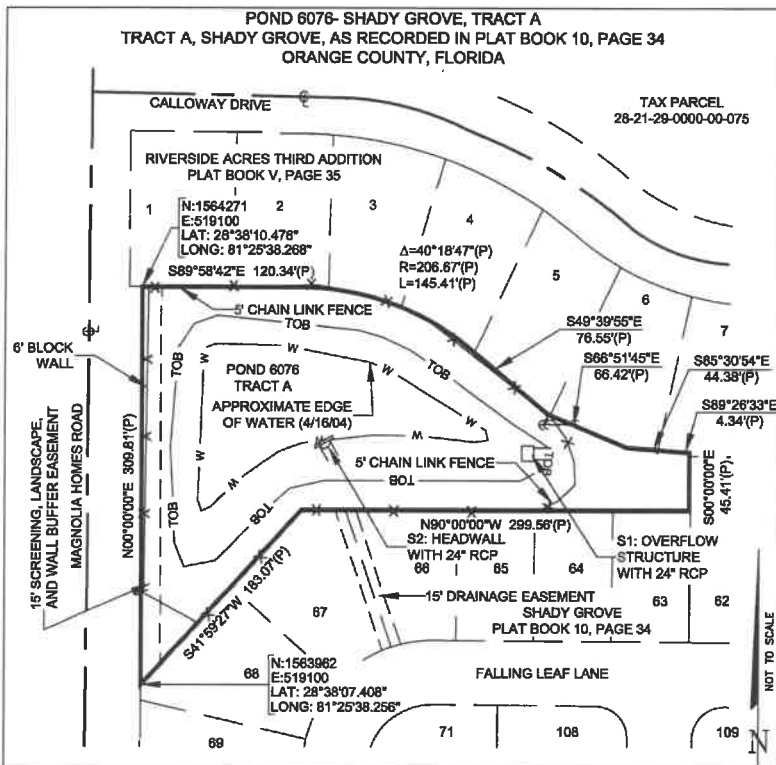 POND 6076- SHADY GROVE, TRACT A
TRACT A, SHADY GROVE, AS RECORDED IN PLAT BOOK 10, PAGE 34
ORANGE COUNTY, FLORIDA
CALLOWAY DRIVE
TAX PARCEL
28-21-29-0000-00-075
RIVERSIDE ACRES THIRD ADDITION
PLAT BOOK V, PAGE 35
1
2
3
4
5
6
7
N:1564271
E:519100
LAT: 28°38'10.476"
LONG: 81°25'38.268"
S89°58'42"E 120.34'(P)
Δ=40°18'47"(P)
R=206.67'(P)
L=145.41'(P)
5' CHAIN LINK FENCE
S49°39'55"E
76.55'(P)
S66°51'45"E
66.42'(P)
S85°30'54"E
44.38'(P)
S89°26'33"E
4.34'(P)
S00°00'00"E
45.41'(P)
6' BLOCK
WALL
TOB
TOB
TOB
TOB
TOB
TOB
TOB
W
W
W
W
W
W
W
W
W
POND 6076
TRACT A
APPROXIMATE EDGE
OF WATER (4/16/04)
5' CHAIN LINK FENCE
N00°00'00"E 309.81'(P)
MAGNOLIA HOMES ROAD
15' SCREENING, LANDSCAPE,
AND WALL BUFFER EASEMENT
N90°00'00"W 299.56'(P)
S2: HEADWALL
WITH 24" RCP
S1: OVERFLOW
STRUCTURE
WITH 24" RCP
S41°59'27"W 183.07'(P)
15' DRAINAGE EASEMENT
SHADY GROVE
PLAT BOOK 10, PAGE 34
62
63
64
65
66
67
68
69
N:1563962
E:519100
LAT: 28°38'07.408"
LONG: 81°25'38.256"
FALLING LEAF LANE
71
108
109
NOT TO SCALE
N